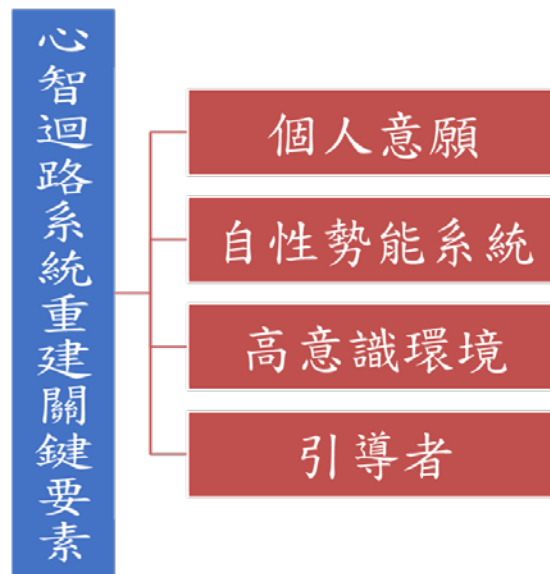 心智迴路系統重建關鍵要素
個人意願
自性勢能系統
高意識環境
引導者